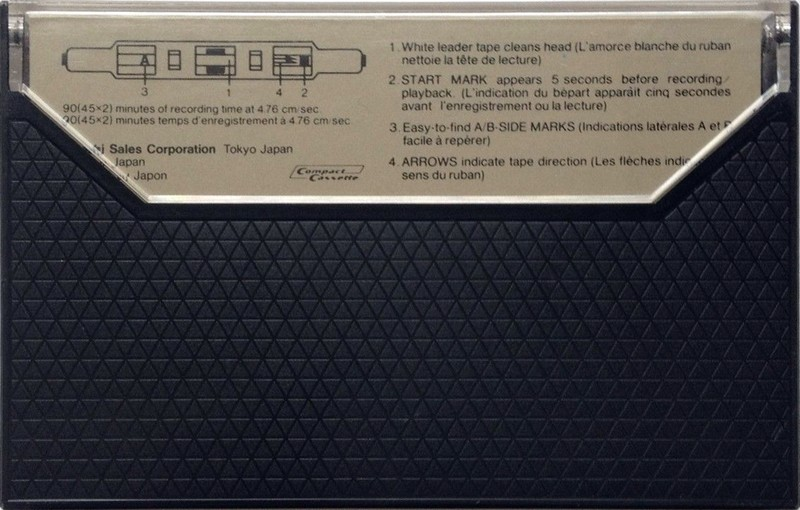 A
3 1 4 2
90(45×2) minutes of recording time at 4.76 cm/sec.
90(45×2) minutes temps d'enregistrement à 4.76 cm/sec
Sales Corporation Tokyo Japan
Japan
Japon
Compact
Cassette
1. White leader tape cleans head (L'amorce blanche du ruban
nettoie la tête de lecture)
2. START MARK appears 5 seconds before recording/
playback. (L'indication du bépart apparaît cinq secondes
avant l'enregistrement ou la lecture)
3. Easy-to-find A/B-SIDE MARKS (Indications latérales A et B
facile à repérer)
4. ARROWS indicate tape direction (Les fléches
sens du ruban)